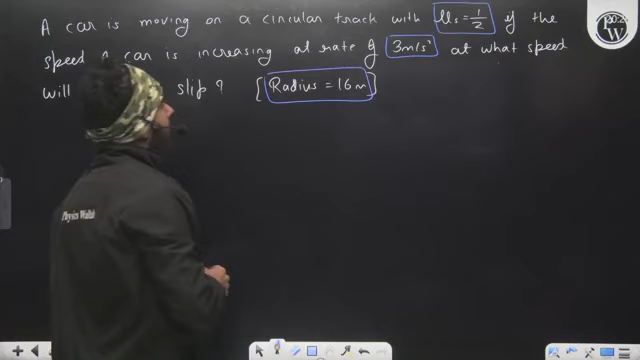 A car is moving on a circular track with μs = 1/2 if the
speed of car is increasing at rate of 3m/s² at what speed
will slip ? [ Radius = 16m ]
Physics Wallah